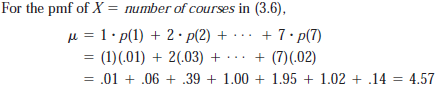 For the pmf of X = number of courses in (3.6),
μ = 1 · p(1) + 2 · p(2) + ··· + 7 · p(7)
= (1)(.01) + 2(.03) + ··· + (7)(.02)
= .01 + .06 + .39 + 1.00 + 1.95 + 1.02 + .14 = 4.57